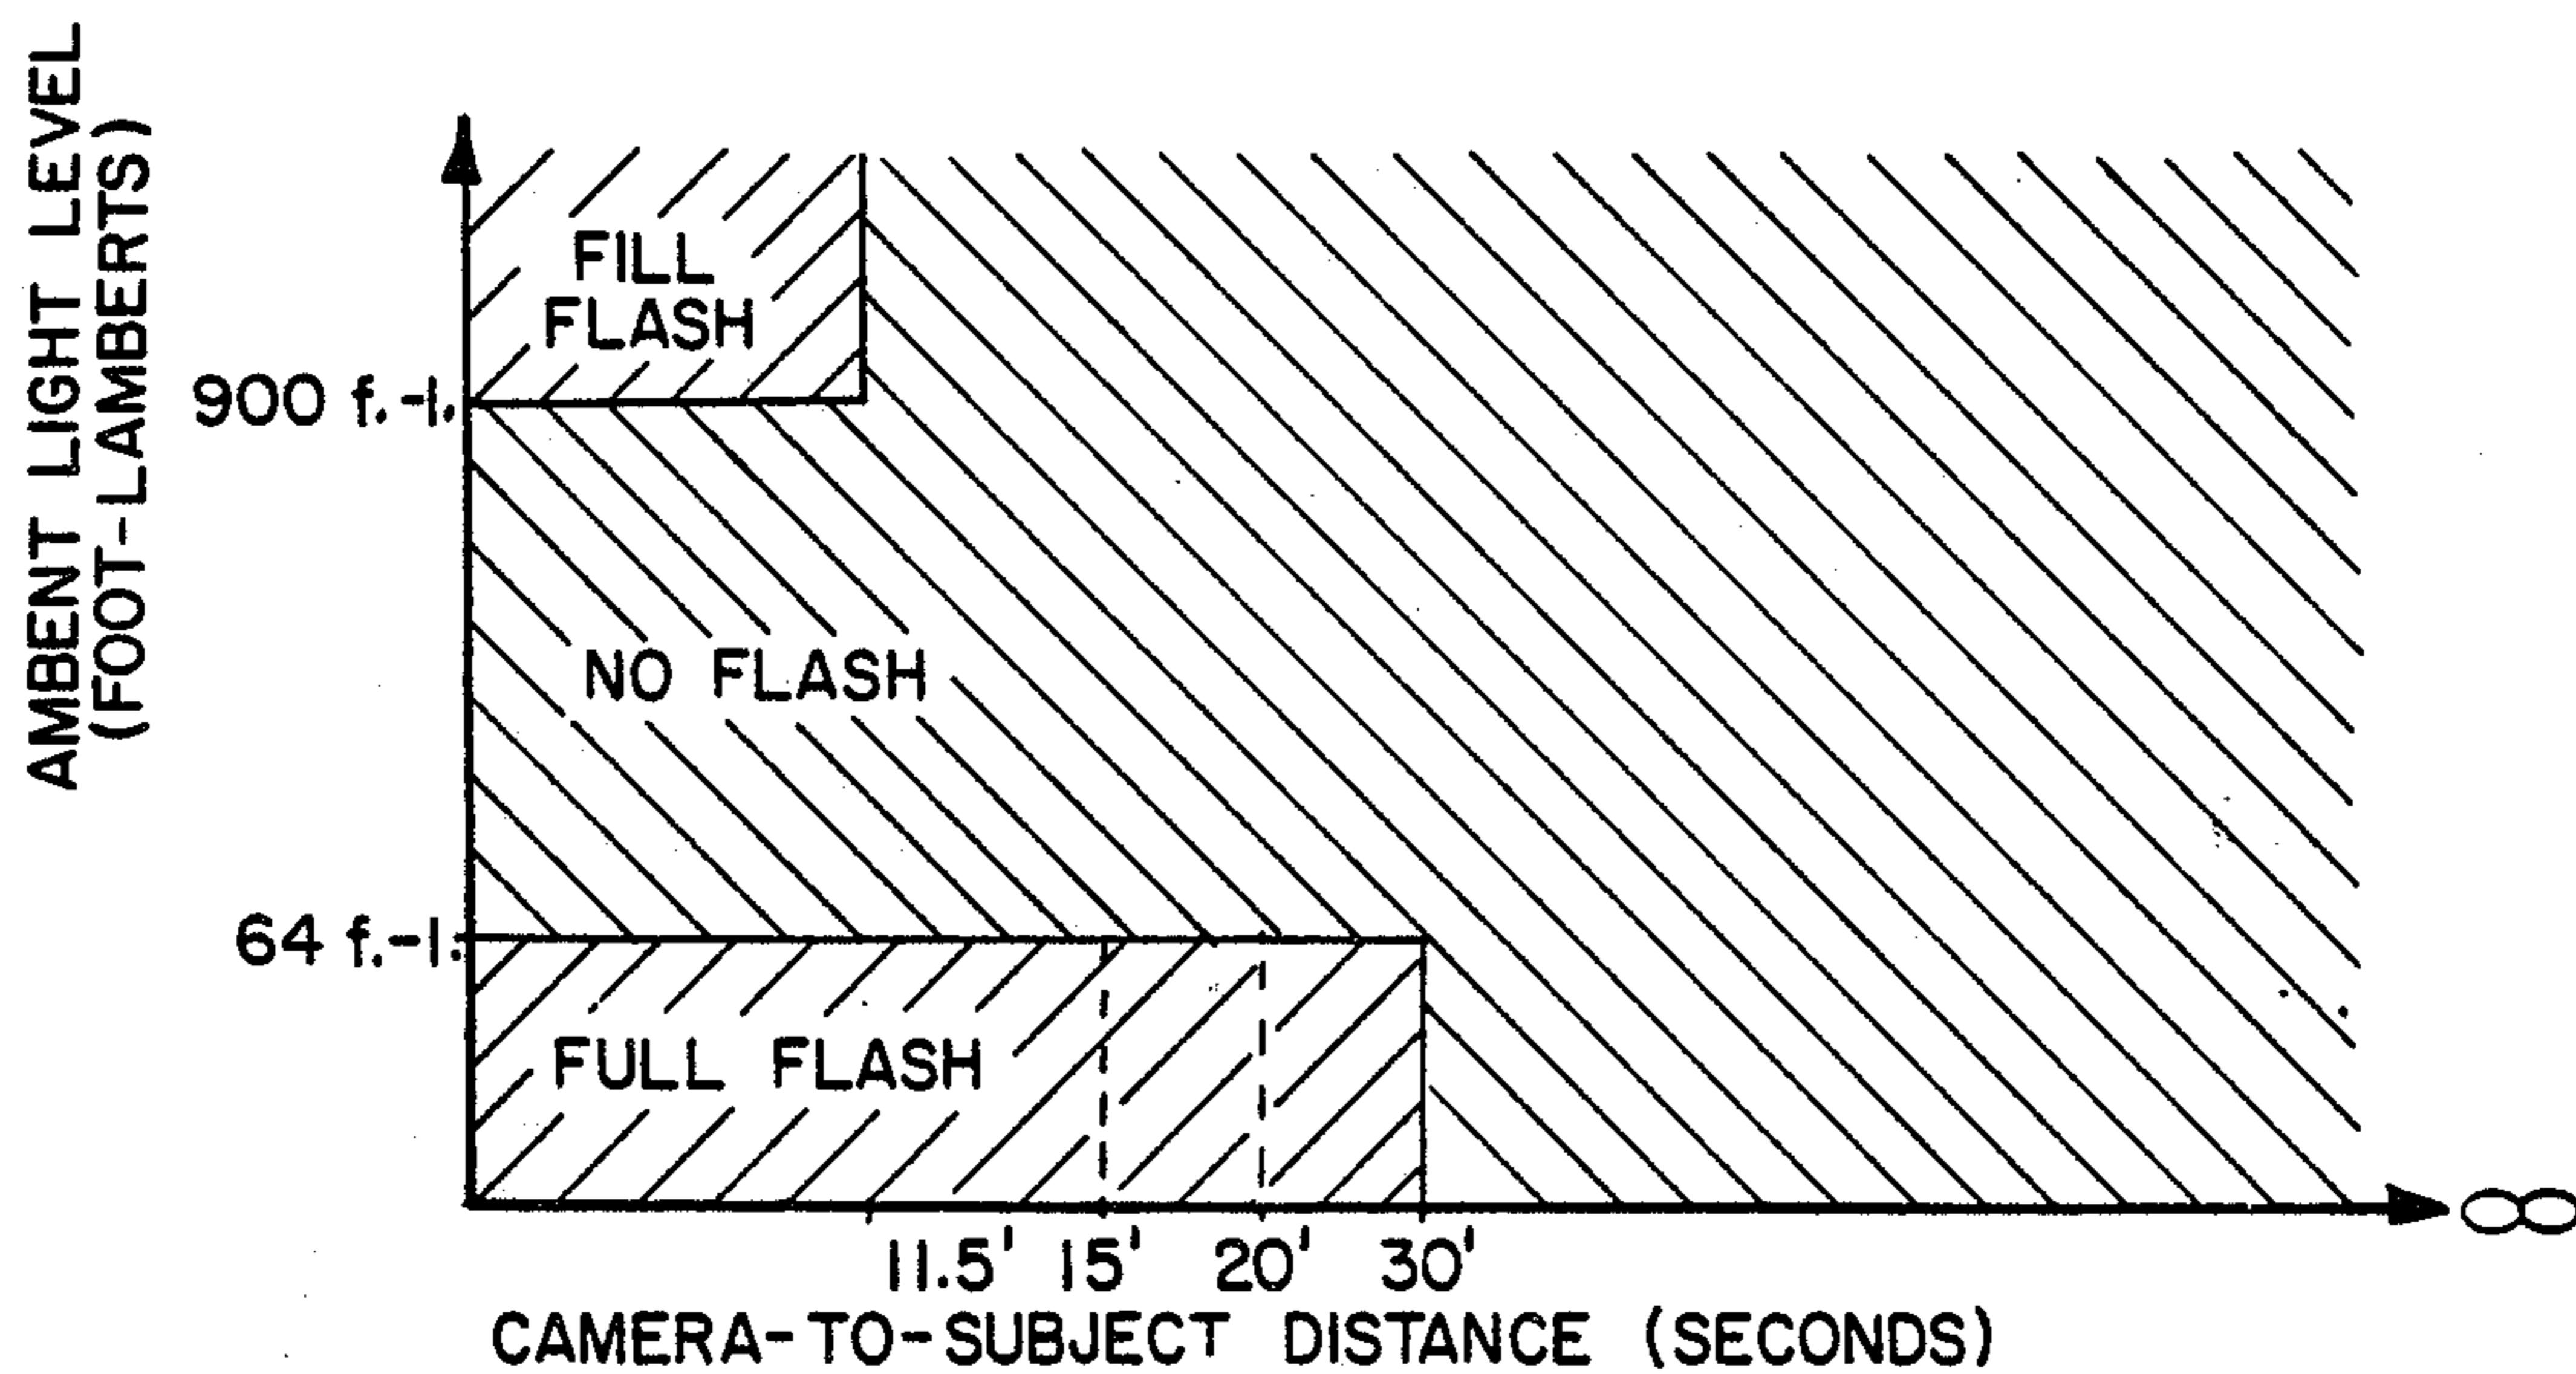 AMBENT LIGHT LEVEL
(FOOT-LAMBERTS)
FILL
FLASH
900 f.-l.
NO FLASH
64 f.-l.
FULL FLASH
∞
11.5' 15' 20' 30'
CAMERA-TO-SUBJECT DISTANCE (SECONDS)